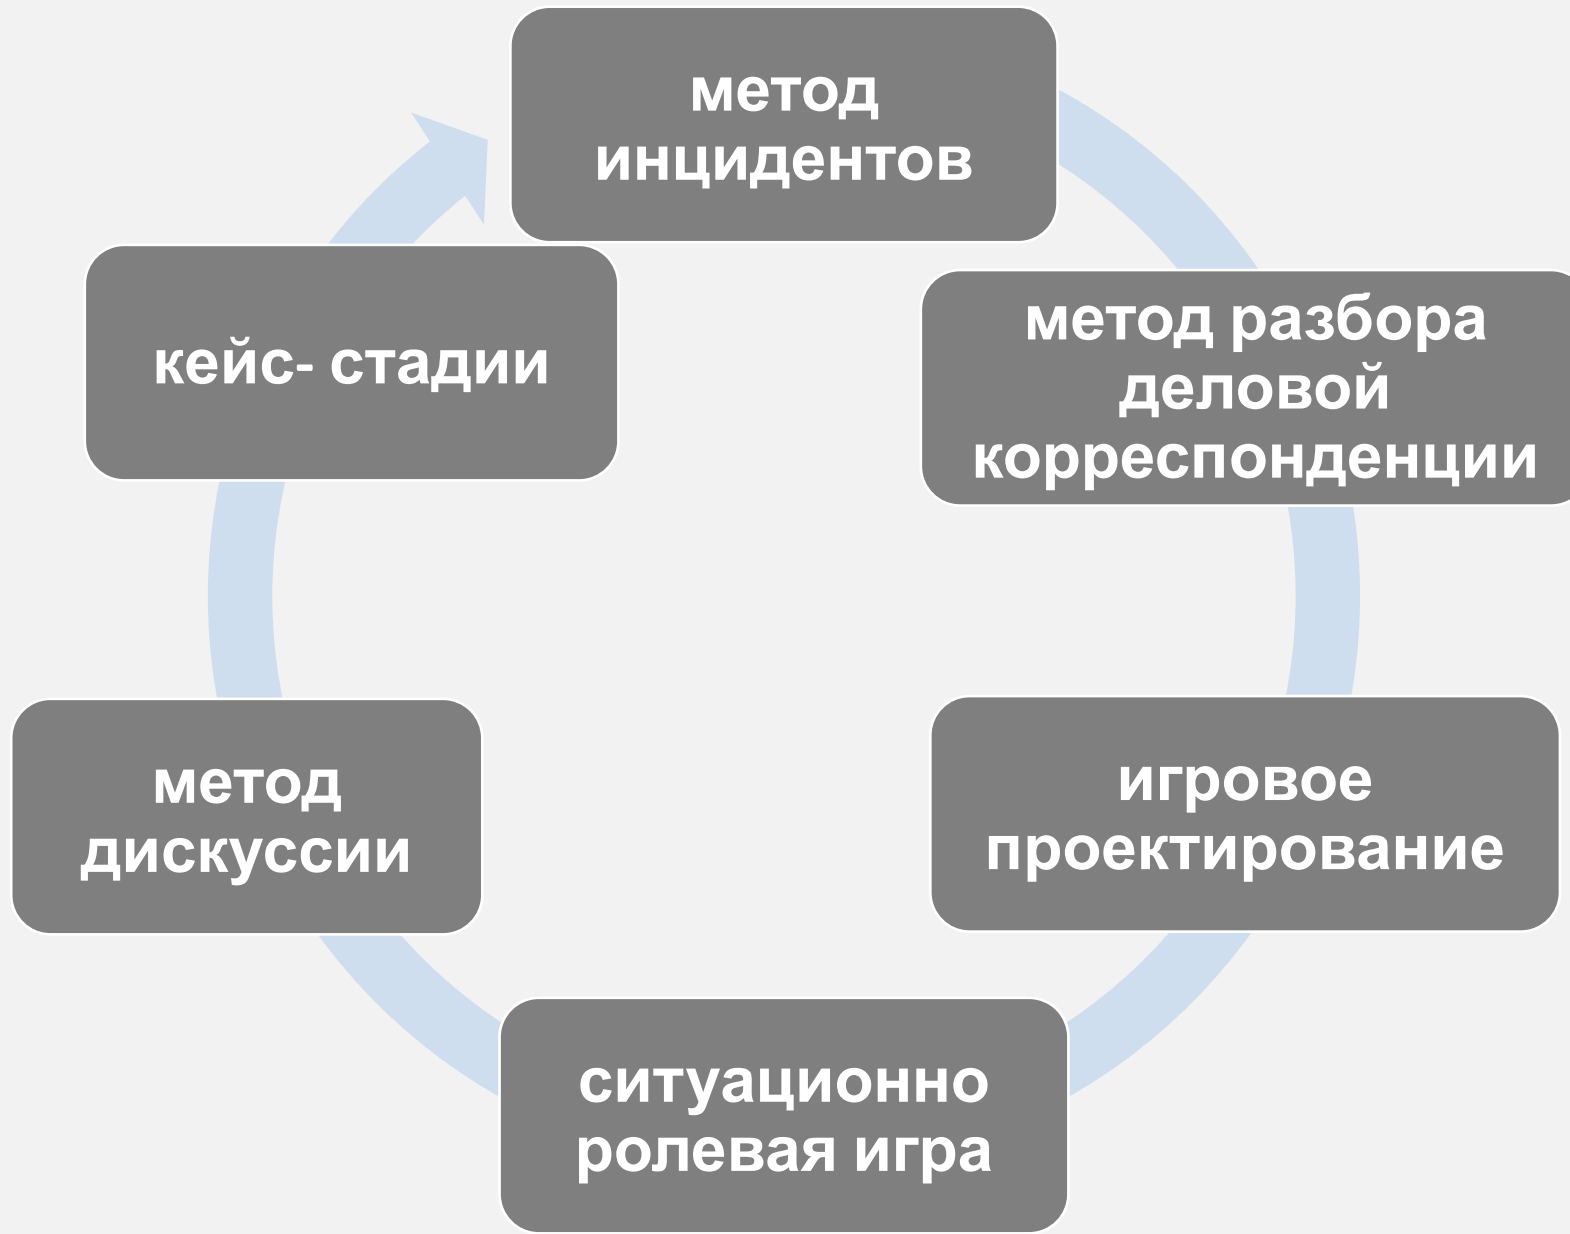 метод
инцидентов
метод разбора
деловой
корреспонденции
игровое
проектирование
ситуационно
ролевая игра
метод
дискуссии
кейс- стадии